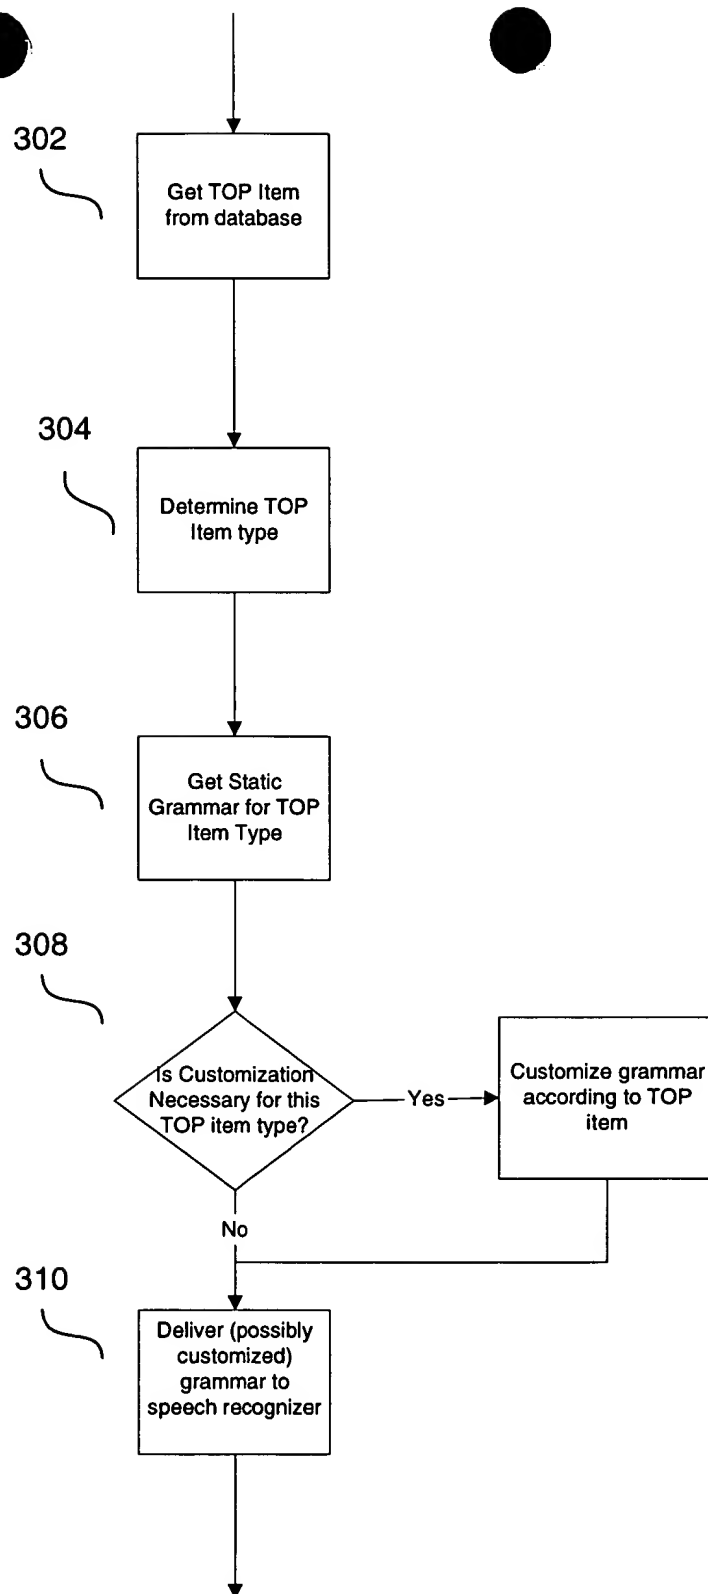 302
Get TOP Item
from database
304
Determine TOP
Item type
306
Get Static
Grammar for TOP
Item Type
308
Is Customization
Necessary for this
TOP item type?
Yes
Customize grammar
according to TOP
item
No
310
Deliver (possibly
customized)
grammar to
speech recognizer